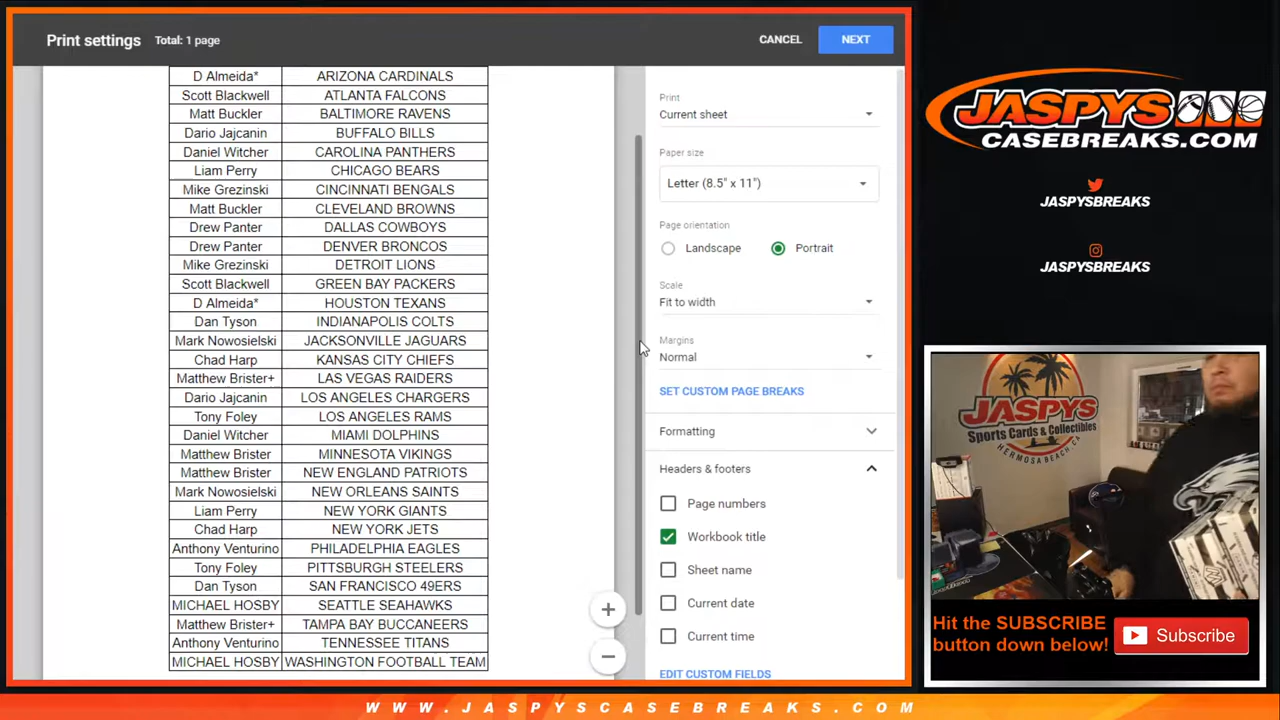 Print settings Total: 1 page CANCEL NEXT
D Almeida* ARIZONA CARDINALS
Scott Blackwell ATLANTA FALCONS
Matt Buckler BALTIMORE RAVENS
Dario Jajcanin BUFFALO BILLS
Daniel Witcher CAROLINA PANTHERS
Liam Perry CHICAGO BEARS
Mike Grezinski CINCINNATI BENGALS
Matt Buckler CLEVELAND BROWNS
Drew Panter DALLAS COWBOYS
Drew Panter DENVER BRONCOS
Mike Grezinski DETROIT LIONS
Scott Blackwell GREEN BAY PACKERS
D Almeida* HOUSTON TEXANS
Dan Tyson INDIANAPOLIS COLTS
Mark Nowosielski JACKSONVILLE JAGUARS
Chad Harp KANSAS CITY CHIEFS
Matthew Brister+ LAS VEGAS RAIDERS
Dario Jajcanin LOS ANGELES CHARGERS
Tony Foley LOS ANGELES RAMS
Daniel Witcher MIAMI DOLPHINS
Matthew Brister MINNESOTA VIKINGS
Matthew Brister NEW ENGLAND PATRIOTS
Mark Nowosielski NEW ORLEANS SAINTS
Liam Perry NEW YORK GIANTS
Chad Harp NEW YORK JETS
Anthony Venturino PHILADELPHIA EAGLES
Tony Foley PITTSBURGH STEELERS
Dan Tyson SAN FRANCISCO 49ERS
MICHAEL HOSBY SEATTLE SEAHAWKS
Matthew Brister+ TAMPA BAY BUCCANEERS
Anthony Venturino TENNESSEE TITANS
MICHAEL HOSBY WASHINGTON FOOTBALL TEAM
Print
Current sheet
Paper size
Letter (8.5" x 11")
Page orientation
Landscape Portrait
Scale
Fit to width
Margins
Normal
SET CUSTOM PAGE BREAKS
Formatting
Headers & footers
Page numbers
Workbook title
Sheet name
Current date
Current time
EDIT CUSTOM FIELDS
JASPYS
CASEBREAKS.COM
JASPYSBREAKS
JASPYSBREAKS
JASPYS
Sports Cards & Collectibles
HERMOSA BEACH, CA
Hit the SUBSCRIBE
button down below!
Subscribe
WWW.JASPYSCASEBREAKS.COM